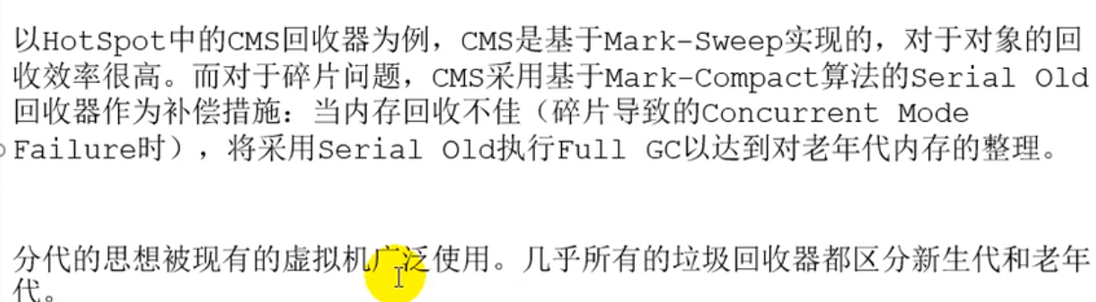 以HotSpot中的CMS回收器为例，CMS是基于Mark-Sweep实现的，对于对象的回
收效率很高。而对于碎片问题，CMS采用基于Mark-Compact算法的Serial Old
回收器作为补偿措施：当内存回收不佳（碎片导致的Concurrent Mode
Failure时），将采用Serial Old执行Full GC以达到对老年代内存的整理。
分代的思想被现有的虚拟机广泛使用。几乎所有的垃圾回收器都区分新生代和老年
代。